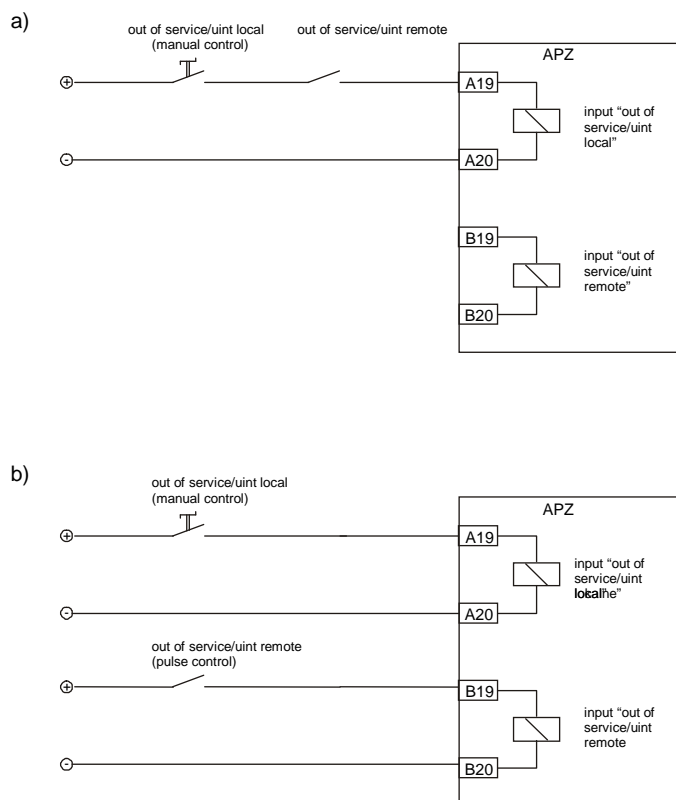 a)
out of service/uint local
(manual control)
out of service/uint remote
APZ
+
A19
input “out of
service/uint
local”
-
A20
B19
input “out of
service/uint
remote”
B20
b)
out of service/uint local
(manual control)
APZ
+
A19
input “out of
service/uint
-
A20
out of service/uint remote
(pulse control)
+
B19
input “out of
service/uint
remote
-
B20